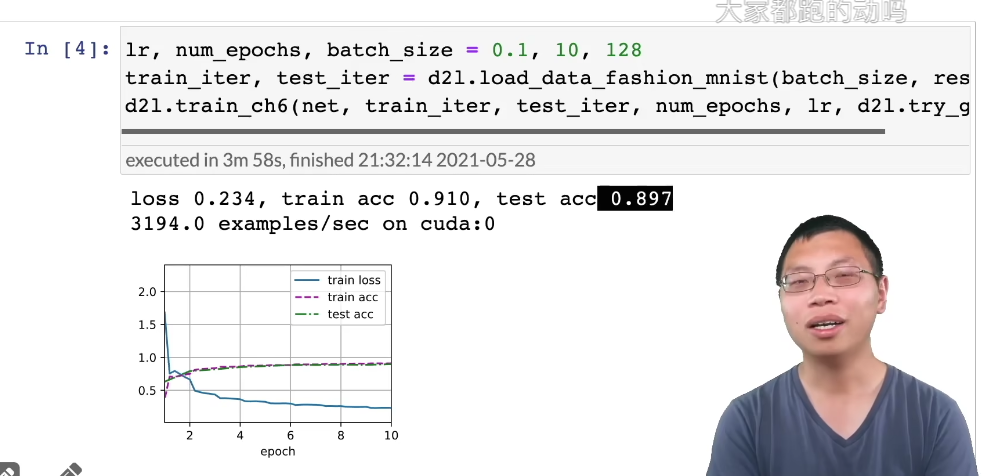 大家都跑的动吗
In [4]: lr, num_epochs, batch_size = 0.1, 10, 128
train_iter, test_iter = d2l.load_data_fashion_mnist(batch_size, res
d2l.train_ch6(net, train_iter, test_iter, num_epochs, lr, d2l.try_g
executed in 3m 58s, finished 21:32:14 2021-05-28
loss 0.234, train acc 0.910, test acc 0.897
3194.0 examples/sec on cuda:0
train loss
train acc
test acc
2.0
1.5
1.0
0.5
2 4 6 8 10
epoch